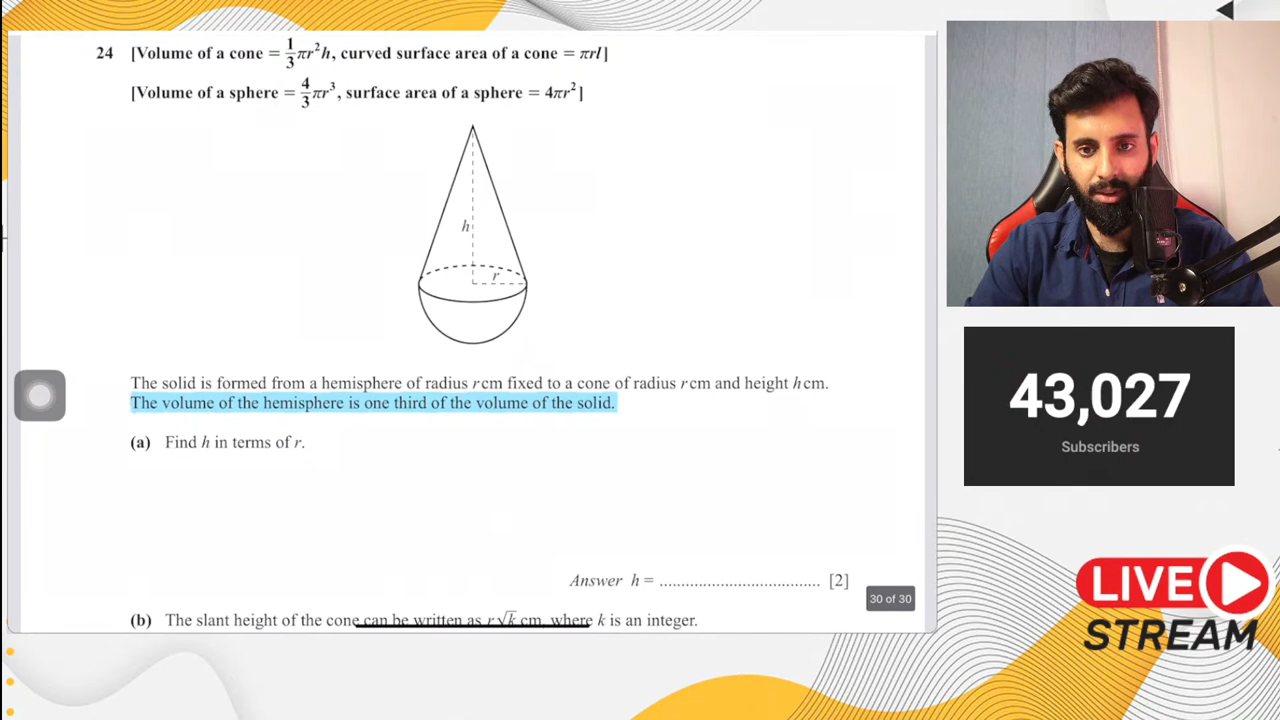 24 [Volume of a cone = 1/3 πr²h, curved surface area of a cone = πrl]
[Volume of a sphere = 4/3 πr³, surface area of a sphere = 4πr²]
h
r
The solid is formed from a hemisphere of radius r cm fixed to a cone of radius r cm and height h cm.
The volume of the hemisphere is one third of the volume of the solid.
(a) Find h in terms of r.
Answer h = ..................................... [2]
30 of 30
(b) The slant height of the cone can be written as r √k cm, where k is an integer.
43,027
Subscribers
LIVE
STREAM